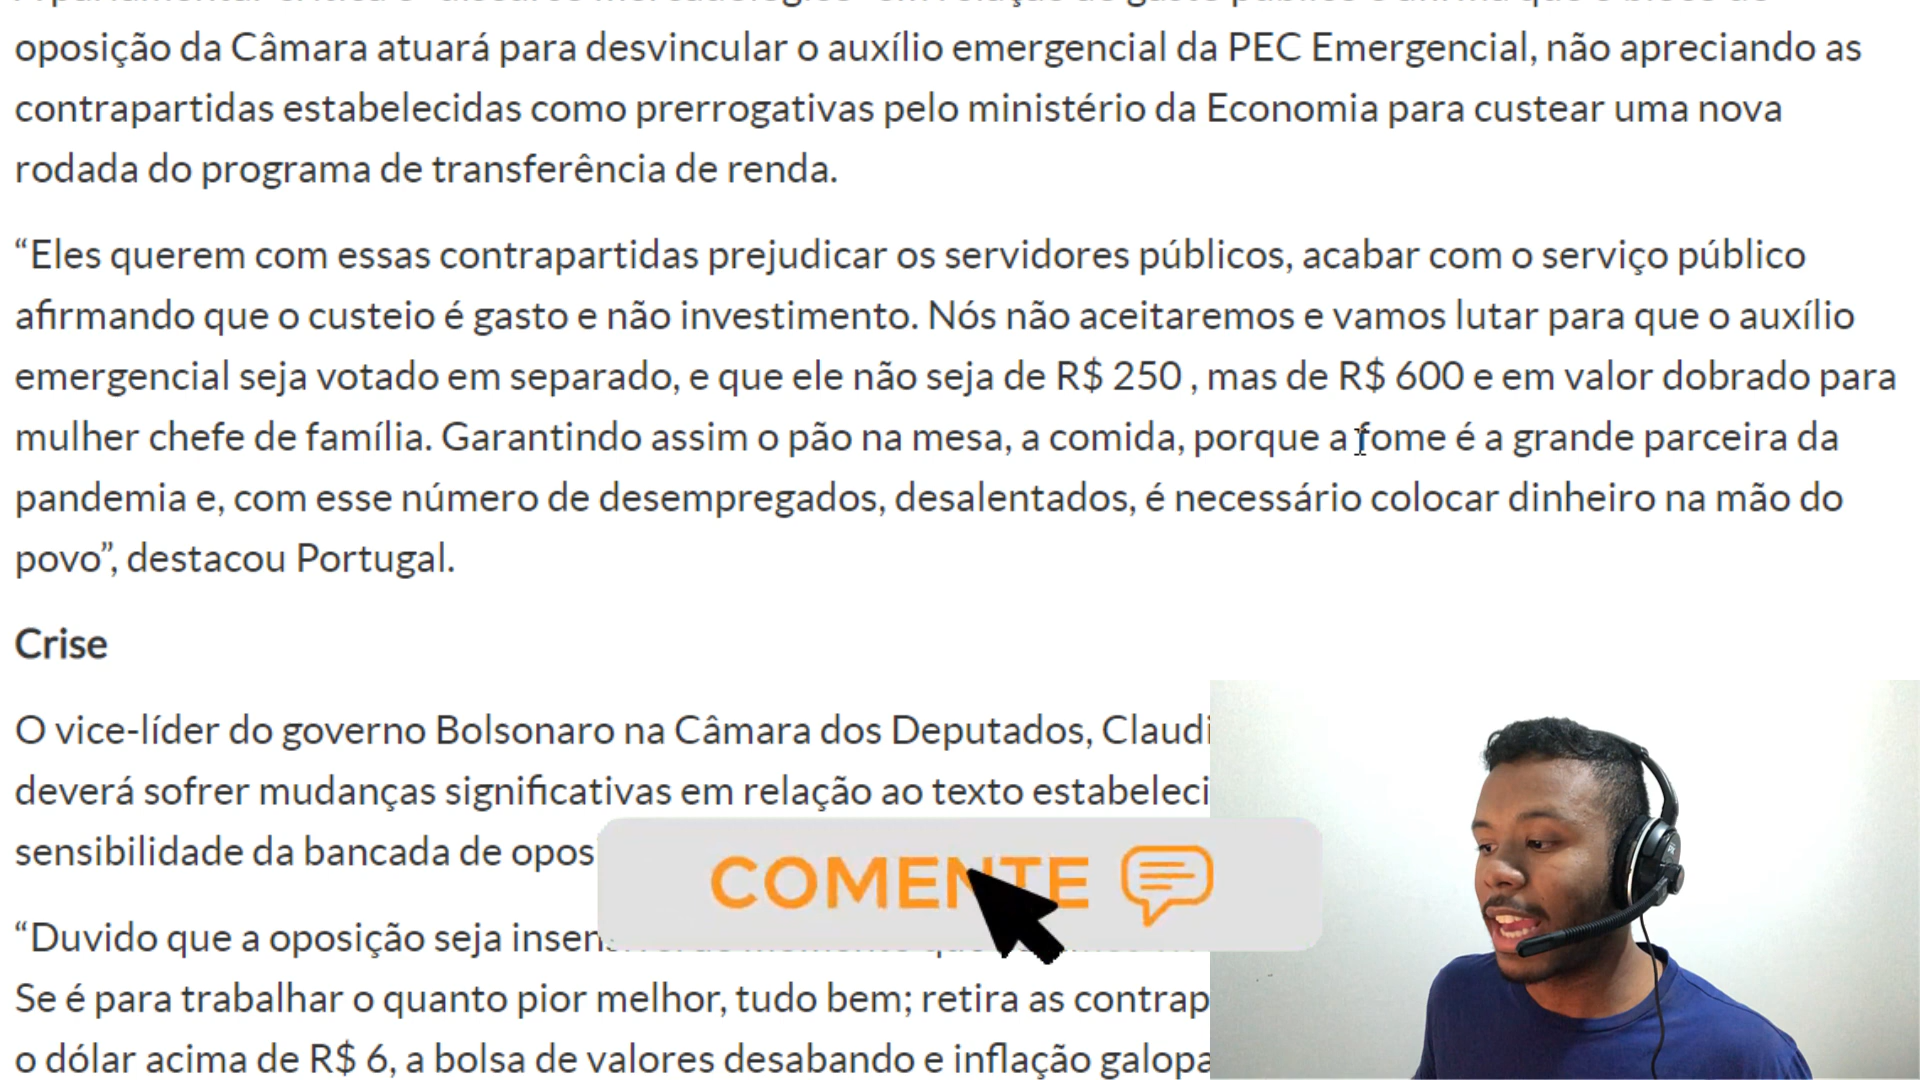 oposição da Câmara atuará para desvincular o auxílio emergencial da PEC Emergencial, não apreciando as
contrapartidas estabelecidas como prerrogativas pelo ministério da Economia para custear uma nova
rodada do programa de transferência de renda.
“Eles querem com essas contrapartidas prejudicar os servidores públicos, acabar com o serviço público
afirmando que o custeio é gasto e não investimento. Nós não aceitaremos e vamos lutar para que o auxílio
emergencial seja votado em separado, e que ele não seja de R$ 250 , mas de R$ 600 e em valor dobrado para
mulher chefe de família. Garantindo assim o pão na mesa, a comida, porque a fome é a grande parceira da
pandemia e, com esse número de desempregados, desalentados, é necessário colocar dinheiro na mão do
povo”, destacou Portugal.
Crise
O vice-líder do governo Bolsonaro na Câmara dos Deputados, Claudi
deverá sofrer mudanças significativas em relação ao texto estabeleci
sensibilidade da bancada de opos
COMENTE
“Duvido que a oposição seja insen
Se é para trabalhar o quanto pior melhor, tudo bem; retira as contrap
o dólar acima de R$ 6, a bolsa de valores desabando e inflação galopa